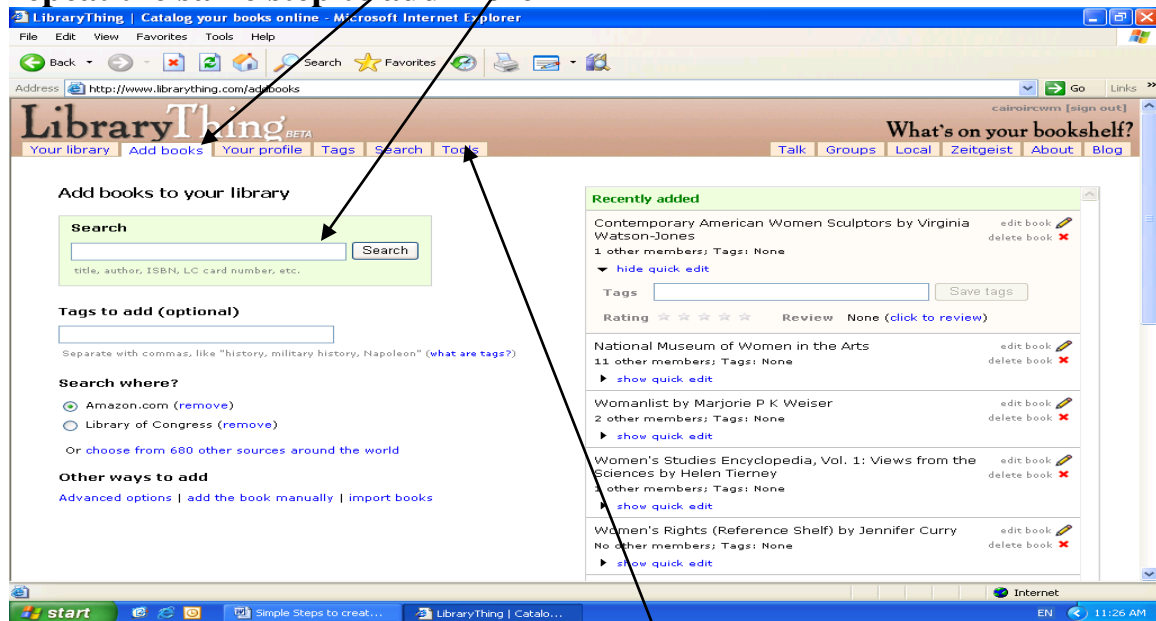 repeat the same step to add more
LibraryThing | Catalog your books online - Microsoft Internet Explorer
File Edit View Favorites Tools Help
Back Search Favorites
Address http://www.librarything.com/addbooks Go Links »
cairoircwm [sign out]
LibraryThing BETA
What's on your bookshelf?
Your library Add books Your profile Tags Search Tools Talk Groups Local Zeitgeist About Blog
Add books to your library
Search
Search
title, author, ISBN, LC card number, etc.
Tags to add (optional)
Separate with commas, like "history, military history, Napoleon" (what are tags?)
Search where?
Amazon.com (remove)
Library of Congress (remove)
Or choose from 680 other sources around the world
Other ways to add
Advanced options | add the book manually | import books
Recently added
Contemporary American Women Sculptors by Virginia edit book
Watson-Jones delete book
1 other members; Tags: None
hide quick edit
Tags Save tags
Rating Review None (click to review)
National Museum of Women in the Arts edit book
11 other members; Tags: None delete book
show quick edit
Womanlist by Marjorie P K Weiser edit book
2 other members; Tags: None delete book
show quick edit
Women's Studies Encyclopedia, Vol. 1: Views from the edit book
Sciences by Helen Tierney delete book
1 other members; Tags: None
show quick edit
Women's Rights (Reference Shelf) by Jennifer Curry edit book
No other members; Tags: None delete book
show quick edit
Internet
start Simple Steps to creat... LibraryThing | Catalo... EN 11:26 AM